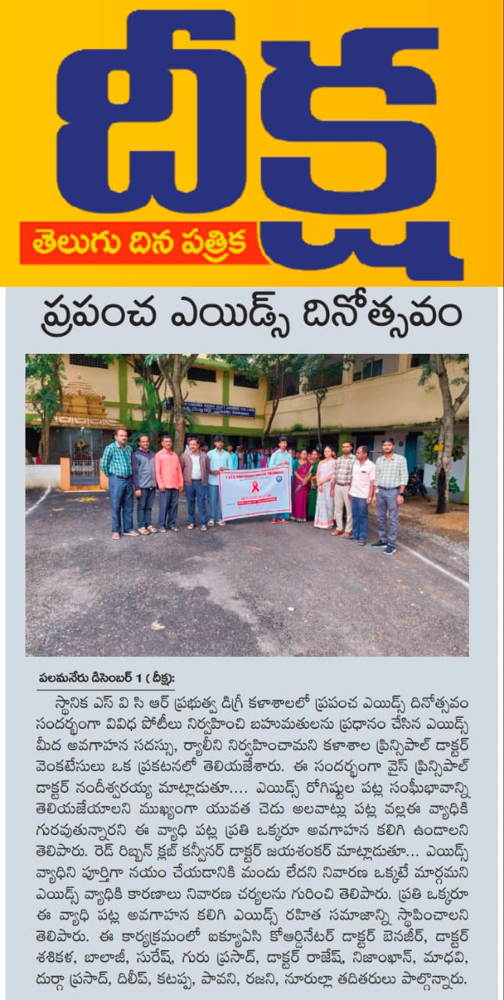 దీక్ష
తెలుగు దిన పత్రిక
ప్రపంచ ఎయిడ్స్ దినోత్సవం
పలమనేరు డిసెంబర్ 1 ( దీక్ష):
స్థానిక ఎస్ వి సి ఆర్ ప్రభుత్వ డిగ్రీ కళాశాలలో ప్రపంచ ఎయిడ్స్ దినోత్సవం
సందర్భంగా వివిధ పోటీలు నిర్వహించి బహుమతులను ప్రధానం చేసిన ఎయిడ్స్
మీద అవగాహన సదస్సు, ర్యాలీని నిర్వహించామని కళాశాల ప్రిన్సిపాల్ డాక్టర్
వెంకటేసులు ఒక ప్రకటనలో తెలియజేశారు. ఈ సందర్భంగా వైస్ ప్రిన్సిపాల్
డాక్టర్ నందీశ్వరయ్య మాట్లాడుతూ.... ఎయిడ్స్ రోగిష్టుల పట్ల సంఘీభావాన్ని
తెలియజేయాలని ముఖ్యంగా యువత చెడు అలవాట్లు పట్ల వల్లఈ వ్యాధికి
గురవుతున్నారని ఈ వ్యాధి పట్ల ప్రతి ఒక్కరూ అవగాహన కలిగి ఉండాలని
తెలిపారు. రెడ్ రిబ్బన్ క్లబ్ కన్వీనర్ డాక్టర్ జయశంకర్ మాట్లాడుతూ... ఎయిడ్స్
వ్యాధిని పూర్తిగా నయం చేయడానికి మందు లేదని నివారణ ఒక్కటే మార్గమని
ఎయిడ్స్ వ్యాధికి కారణాలు నివారణ చర్యలను గురించి తెలిపారు. ప్రతి ఒక్కరూ
ఈ వ్యాధి పట్ల అవగాహన కలిగి ఎయిడ్స్ రహిత సమాజాన్ని స్థాపించాలని
తెలిపారు. ఈ కార్యక్రమంలో ఐక్యూఏసి కోఆర్డినేటర్ డాక్టర్ బెనజీర్, డాక్టర్
శశికళ, బాలాజీ, సురేష్, గురు ప్రసాద్, డాక్టర్ రాజేష్, నిజాంఖాన్, మాధవి,
దుర్గా ప్రసాద్, దిలీప్, కటప్ప, పావని, రజని, నూరుల్లా తదితరులు పాల్గొన్నారు.